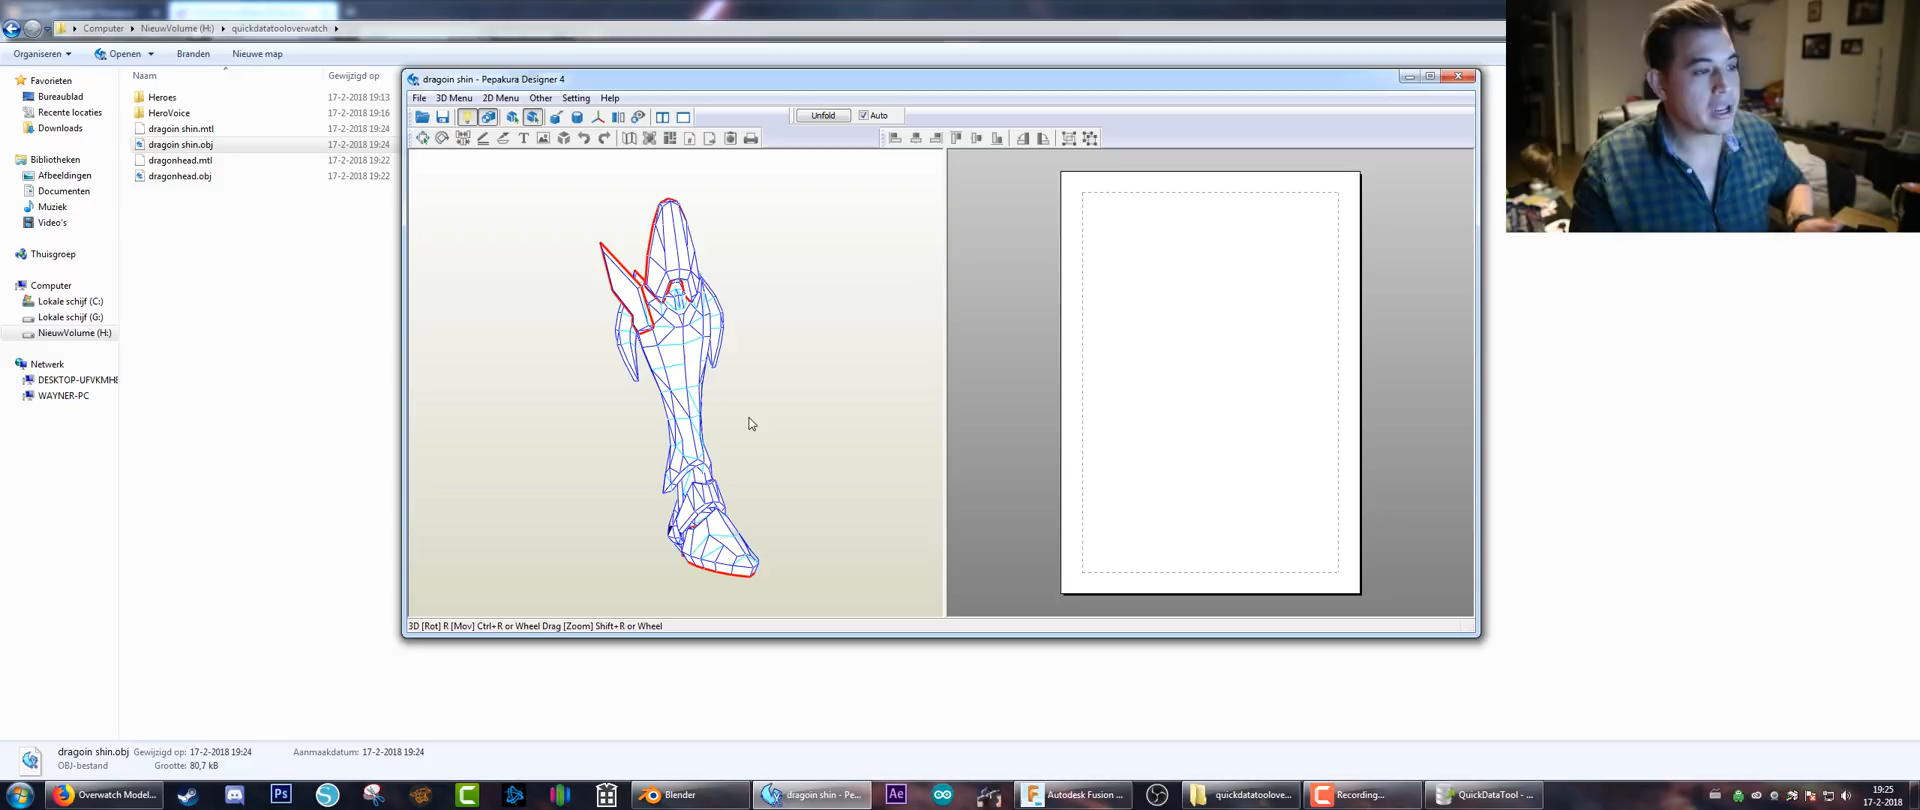 Computer ▸ NieuwVolume (H:) ▸ quickdatatooloverwatch ▸
Organiseren ▾ Openen ▾ Branden Nieuwe map
Favorieten
Bureaublad
Recente locaties
Downloads
Bibliotheken
Afbeeldingen
Documenten
Muziek
Video's
Thuisgroep
Computer
Lokale schijf (C:)
Lokale schijf (G:)
NieuwVolume (H:)
Netwerk
DESKTOP-UFVKMHE
WAYNER-PC
Naam Gewijzigd op
Heroes 17-2-2018 19:13
HeroVoice 17-2-2018 19:16
dragoin shin.mtl 17-2-2018 19:24
dragoin shin.obj 17-2-2018 19:24
dragonhead.mtl 17-2-2018 19:22
dragonhead.obj 17-2-2018 19:22
dragoin shin - Pepakura Designer 4
File 3D Menu 2D Menu Other Setting Help
Unfold Auto
3D [Rot] R [Mov] Ctrl+R or Wheel Drag [Zoom] Shift+R or Wheel
dragoin shin.obj Gewijzigd op: 17-2-2018 19:24 Aanmaakdatum: 17-2-2018 19:24
OBJ-bestand Grootte: 80,7 kB
Overwatch Model... Ps Blender dragoin shin - Pe... Ae Autodesk Fusion ... quickdatatoolove... Recording... QuickDataTool - ...
19:25
17-2-2018